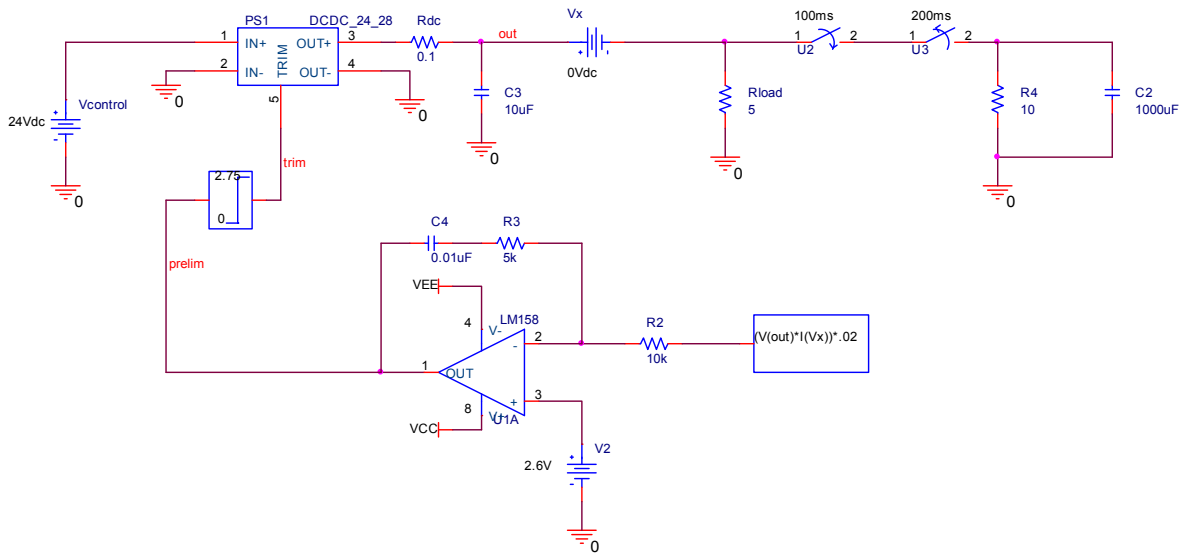 PS1 DCDC_24_28
1 IN+ OUT+ 3
2 IN- OUT- 4
TRIM
5
Rdc
0.1
out
Vx
0Vdc
100ms
1 2
U2
200ms
1 2
U3
0
0
Vcontrol
24Vdc
0
C3
10uF
0
Rload
5
0
R4
10
C2
1000uF
0
trim
2.75
0
prelim
C4
0.01uF
R3
5k
VEE
4
V-
LM158
2
-
1 OUT
+
3
8
V+
U1A
VCC
R2
10k
(V(out)*I(Vx))*.02
V2
2.6V
0